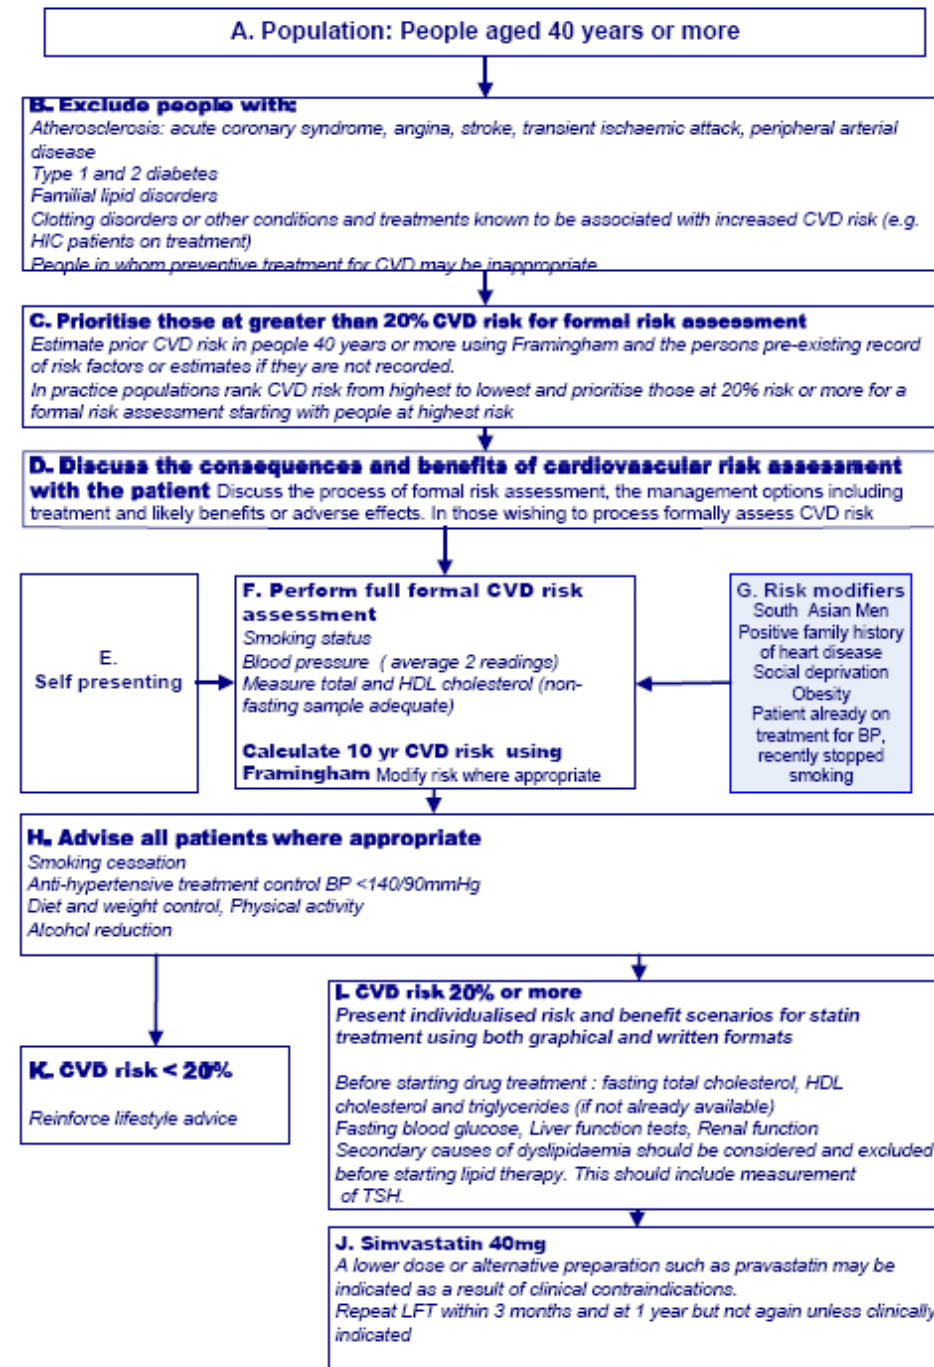 A. Population: People aged 40 years or more
B. Exclude people with:
Atherosclerosis: acute coronary syndrome, angina, stroke, transient ischaemic attack, peripheral arterial
disease
Type 1 and 2 diabetes
Familial lipid disorders
Clotting disorders or other conditions and treatments known to be associated with increased CVD risk (e.g.
HIC patients on treatment)
People in whom preventive treatment for CVD may be inappropriate
C. Prioritise those at greater than 20% CVD risk for formal risk assessment
Estimate prior CVD risk in people 40 years or more using Framingham and the persons pre-existing record
of risk factors or estimates if they are not recorded.
In practice populations rank CVD risk from highest to lowest and prioritise those at 20% risk or more for a
formal risk assessment starting with people at highest risk
D. Discuss the consequences and benefits of cardiovascular risk assessment
with the patient Discuss the process of formal risk assessment, the management options including
treatment and likely benefits or adverse effects. In those wishing to process formally assess CVD risk
E.
Self presenting
F. Perform full formal CVD risk
assessment
Smoking status
Blood pressure ( average 2 readings)
Measure total and HDL cholesterol (non-
fasting sample adequate)
Calculate 10 yr CVD risk using
Framingham Modify risk where appropriate
G. Risk modifiers
South Asian Men
Positive family history
of heart disease
Social deprivation
Obesity
Patient already on
treatment for BP,
recently stopped
smoking
H. Advise all patients where appropriate
Smoking cessation
Anti-hypertensive treatment control BP <140/90mmHg
Diet and weight control, Physical activity
Alcohol reduction
I. CVD risk 20% or more
Present individualised risk and benefit scenarios for statin
treatment using both graphical and written formats
Before starting drug treatment : fasting total cholesterol, HDL
cholesterol and triglycerides (if not already available)
Fasting blood glucose, Liver function tests, Renal function
Secondary causes of dyslipidaemia should be considered and excluded
before starting lipid therapy. This should include measurement
of TSH.
K. CVD risk < 20%
Reinforce lifestyle advice
J. Simvastatin 40mg
A lower dose or alternative preparation such as pravastatin may be
indicated as a result of clinical contraindications.
Repeat LFT within 3 months and at 1 year but not again unless clinically
indicated